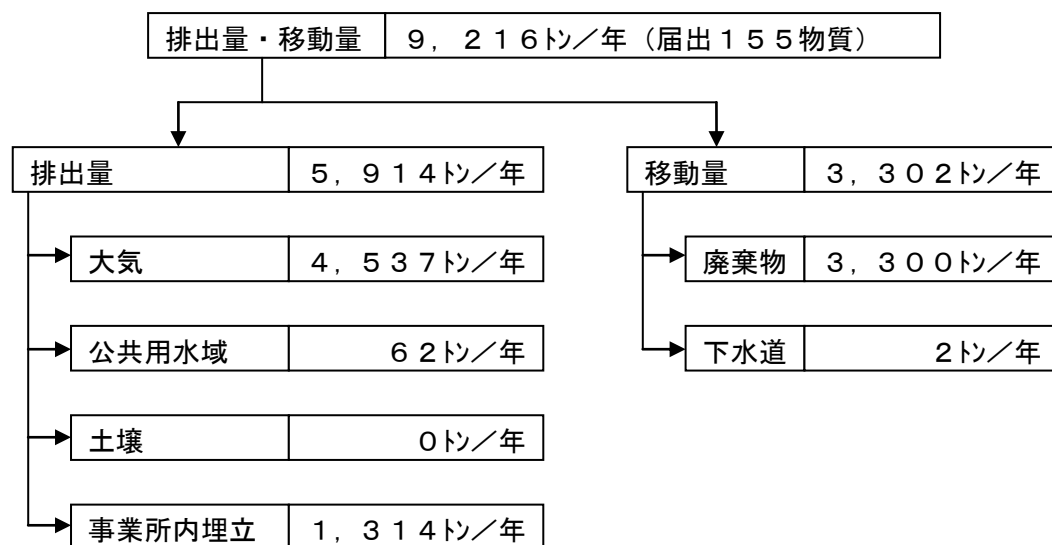 排出量・移動量 9,216㌧/年(届出155物質)
排出量 5,914㌧/年 移動量 3,302㌧/年
大気 4,537㌧/年 廃棄物 3,300㌧/年
公共用水域 62㌧/年 下水道 2㌧/年
土壌 0㌧/年
事業所内埋立 1,314㌧/年